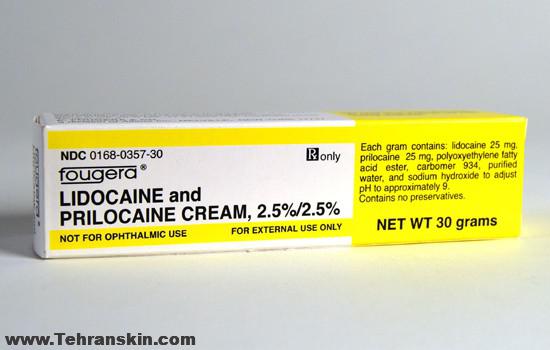 NDC 0168-0357-30
Rx only
fougera®
LIDOCAINE and
PRILOCAINE CREAM, 2.5%/2.5%
NOT FOR OPHTHALMIC USE
FOR EXTERNAL USE ONLY
Each gram contains: lidocaine 25 mg,
prilocaine 25 mg, polyoxyethylene fatty
acid ester, carbomer 934, purified
water, and sodium hydroxide to adjust
pH to approximately 9.
Contains no preservatives.
NET WT 30 grams
fougera
www.Tehranskin.com